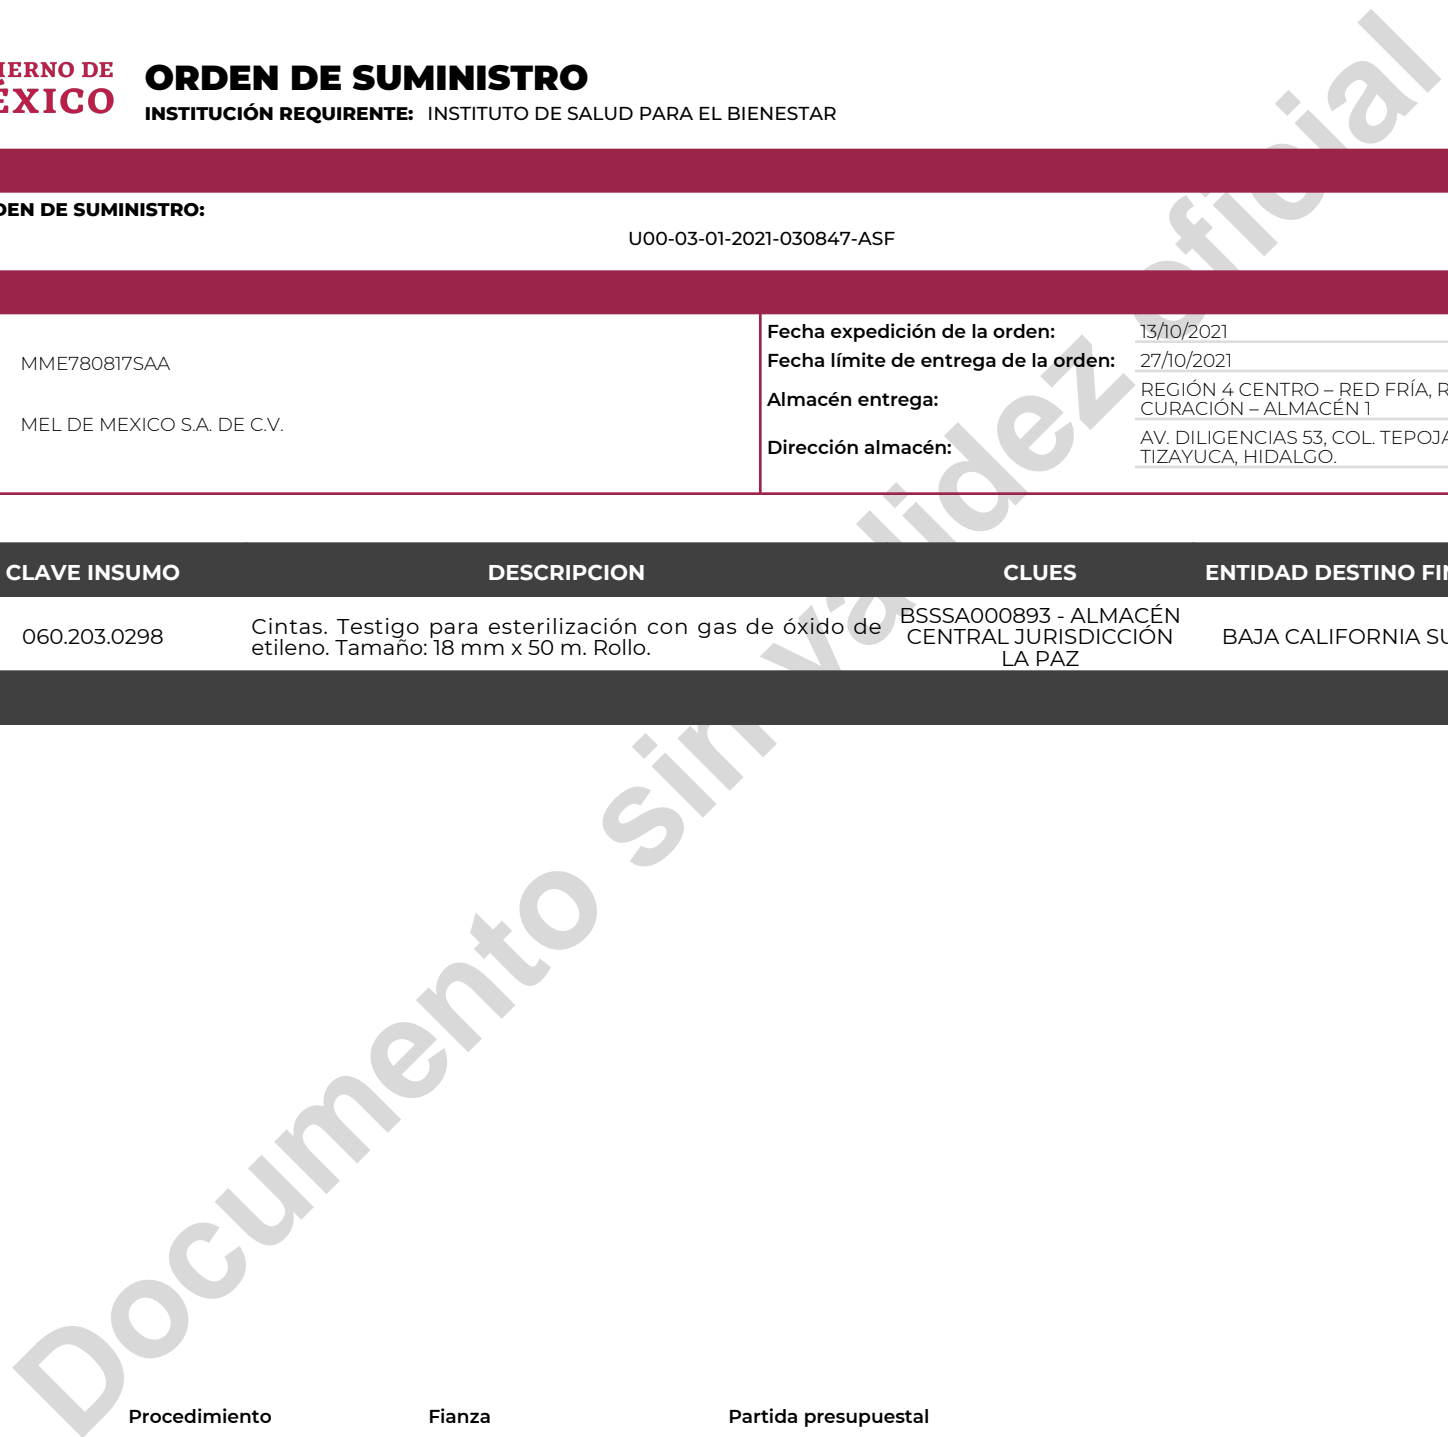 IERNO DE
ÉXICO
ORDEN DE SUMINISTRO
INSTITUCIÓN REQUIRENTE: INSTITUTO DE SALUD PARA EL BIENESTAR
DEN DE SUMINISTRO:
U00-03-01-2021-030847-ASF
MME780817SAA
MEL DE MEXICO S.A. DE C.V.
Fecha expedición de la orden: 13/10/2021
Fecha límite de entrega de la orden: 27/10/2021
Almacén entrega: REGIÓN 4 CENTRO – RED FRÍA, R
CURACIÓN – ALMACÉN 1
Dirección almacén: AV. DILIGENCIAS 53, COL. TEPOJA
TIZAYUCA, HIDALGO.
CLAVE INSUMO DESCRIPCION CLUES ENTIDAD DESTINO FIN
060.203.0298
Cintas. Testigo para esterilización con gas de óxido de
etileno. Tamaño: 18 mm x 50 m. Rollo.
BSSSA000893 - ALMACÉN
CENTRAL JURISDICCIÓN
LA PAZ
BAJA CALIFORNIA SU
Documento sin validez oficial
Procedimiento Fianza Partida presupuestal